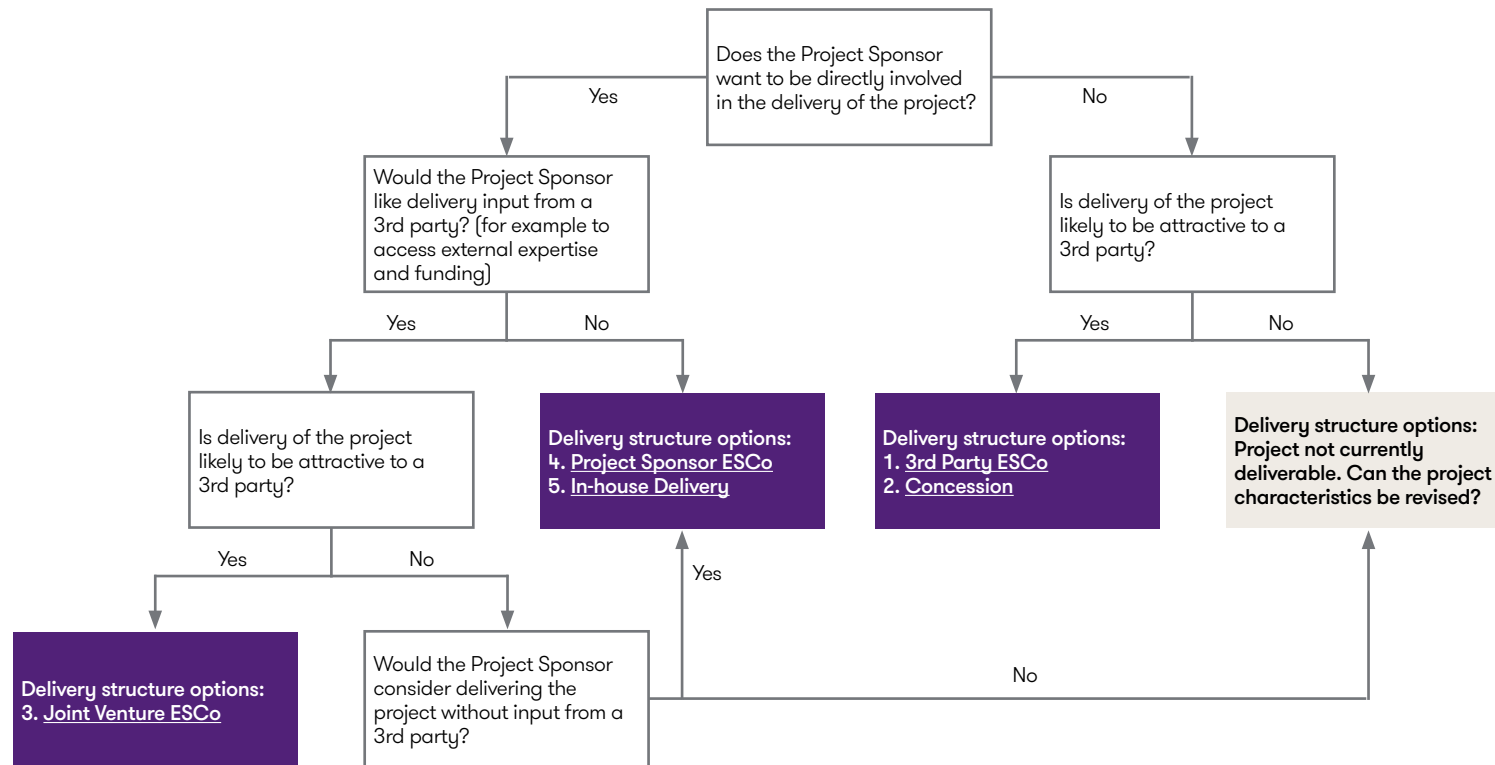 Does the Project Sponsor
want to be directly involved
in the delivery of the project?
Yes
No
Would the Project Sponsor
like delivery input from a
3rd party? (for example to
access external expertise
and funding)
Is delivery of the project
likely to be attractive to a
3rd party?
Yes
No
Yes
No
Is delivery of the project
likely to be attractive to a
3rd party?
Delivery structure options:
4. Project Sponsor ESCo
5. In-house Delivery
Delivery structure options:
1. 3rd Party ESCo
2. Concession
Delivery structure options:
Project not currently
deliverable. Can the project
characteristics be revised?
Yes
No
Yes
No
Delivery structure options:
3. Joint Venture ESCo
Would the Project Sponsor
consider delivering the
project without input from a
3rd party?